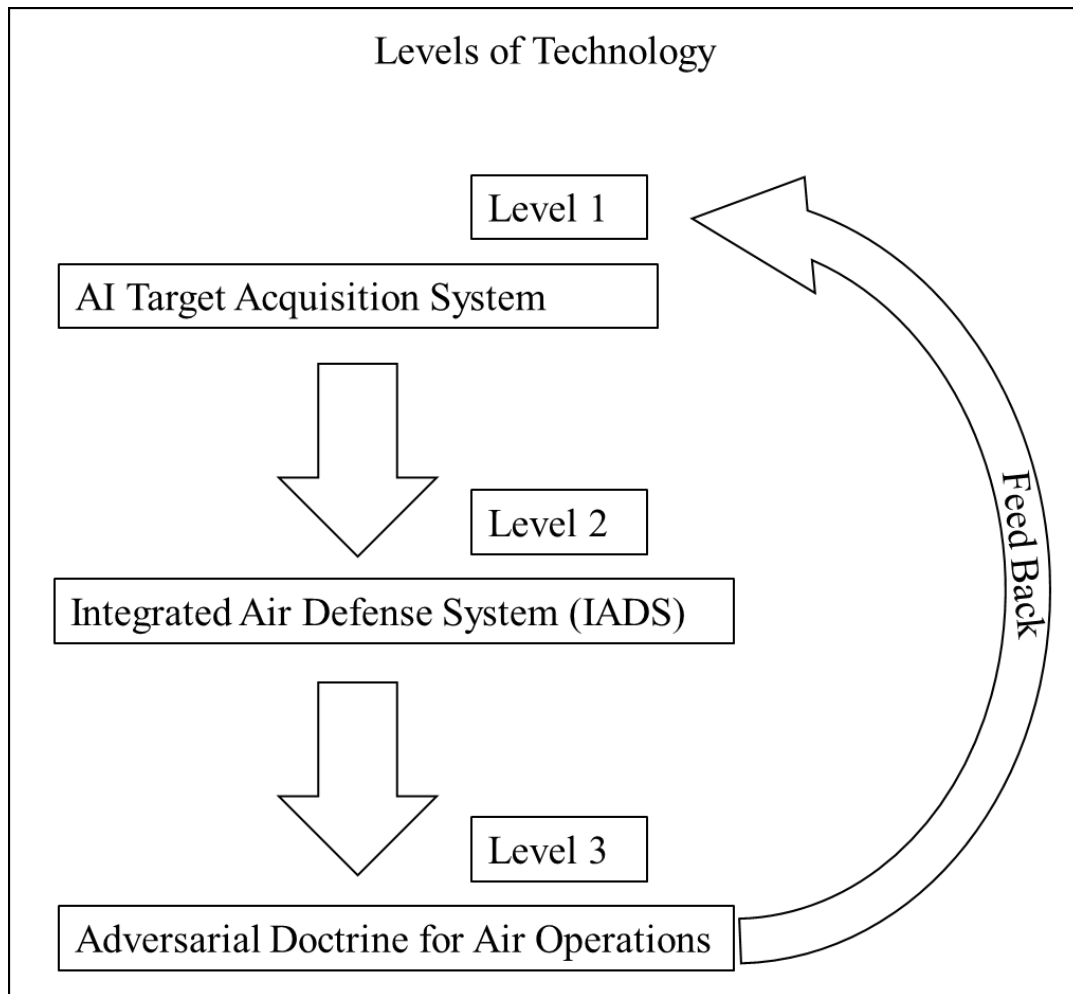 Levels of Technology
Level 1
AI Target Acquisition System
Level 2
Integrated Air Defense System (IADS)
Feed Back
Level 3
Adversarial Doctrine for Air Operations